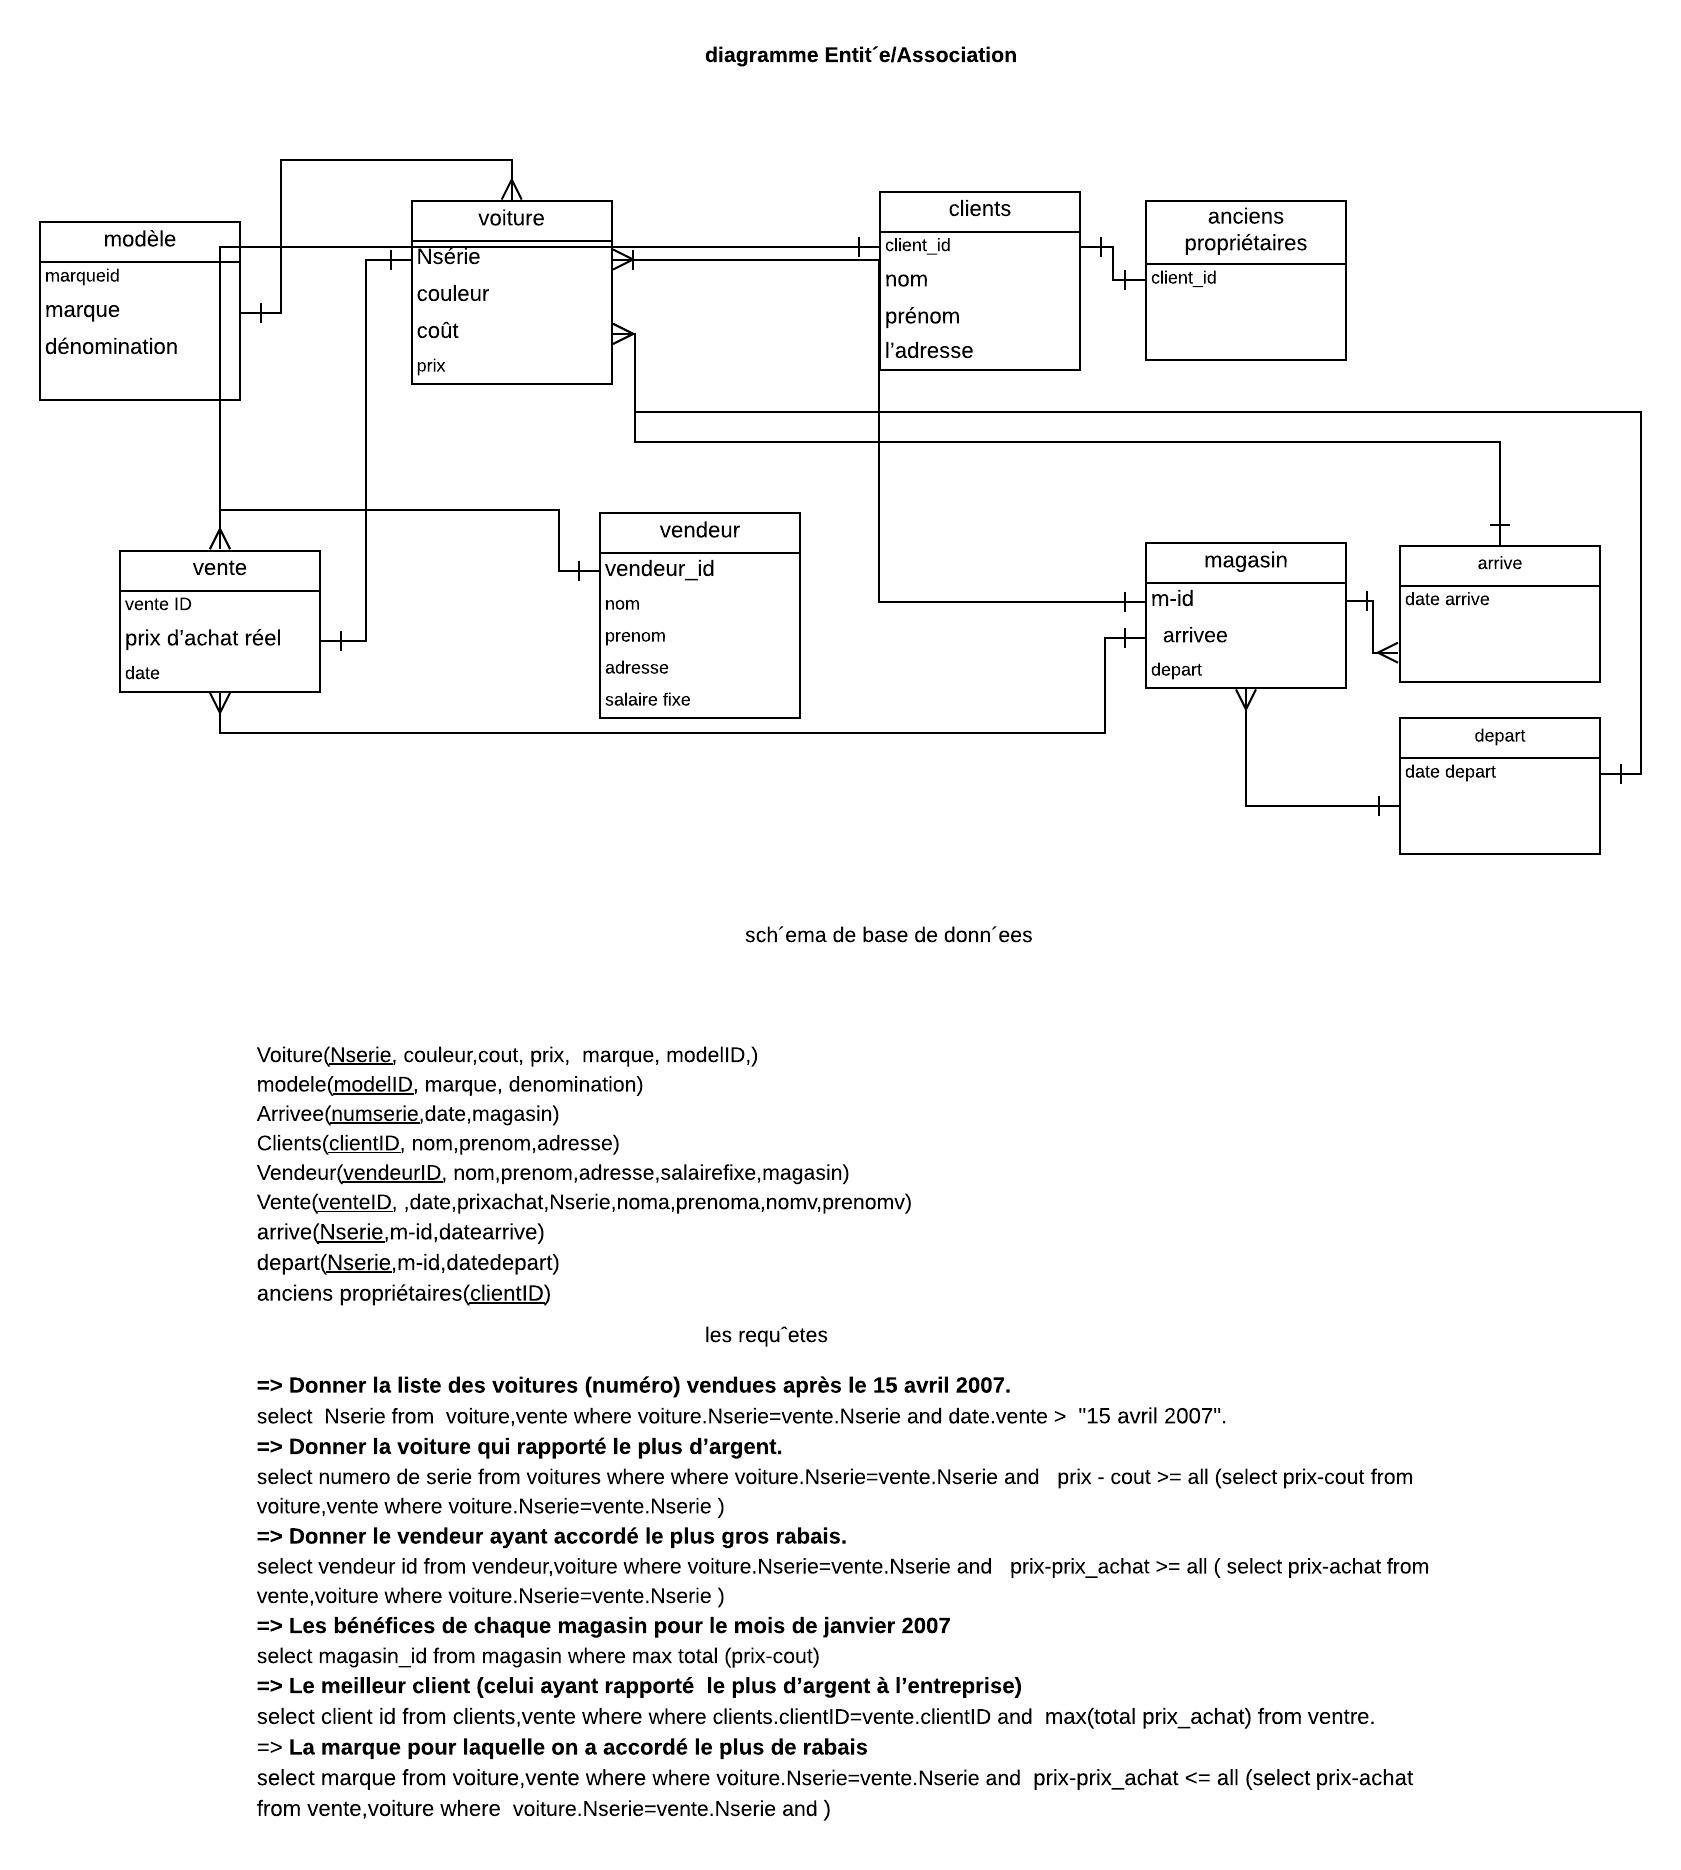 diagramme Entit´e/Association
modèle
marqueid
marque
dénomination
voiture
Nsérie
couleur
coût
prix
clients
client_id
nom
prénom
l’adresse
anciens
propriétaires
client_id
vente
vente ID
prix d’achat réel
date
vendeur
vendeur_id
nom
prenom
adresse
salaire fixe
magasin
m-id
arrivee
depart
arrive
date arrive
depart
date depart
sch´ema de base de donn´ees
Voiture(Nserie, couleur,cout, prix,  marque, modelID,)
modele(modelID, marque, denomination)
Arrivee(numserie,date,magasin)
Clients(clientID, nom,prenom,adresse)
Vendeur(vendeurID, nom,prenom,adresse,salairefixe,magasin)
Vente(venteID, ,date,prixachat,Nserie,noma,prenoma,nomv,prenomv)
arrive(Nserie,m-id,datearrive)
depart(Nserie,m-id,datedepart)
anciens propriétaires(clientID)
les requˆetes
=> Donner la liste des voitures (numéro) vendues après le 15 avril 2007.
select  Nserie from  voiture,vente where voiture.Nserie=vente.Nserie and date.vente >  "15 avril 2007".
=> Donner la voiture qui rapporté le plus d’argent.
select numero de serie from voitures where where voiture.Nserie=vente.Nserie and   prix - cout >= all (select prix-cout from
voiture,vente where voiture.Nserie=vente.Nserie )
=> Donner le vendeur ayant accordé le plus gros rabais.
select vendeur id from vendeur,voiture where voiture.Nserie=vente.Nserie and   prix-prix_achat >= all ( select prix-achat from
vente,voiture where voiture.Nserie=vente.Nserie )
=> Les bénéfices de chaque magasin pour le mois de janvier 2007
select magasin_id from magasin where max total (prix-cout)
=> Le meilleur client (celui ayant rapporté  le plus d’argent à l’entreprise)
select client id from clients,vente where where clients.clientID=vente.clientID and  max(total prix_achat) from ventre.
=> La marque pour laquelle on a accordé le plus de rabais
select marque from voiture,vente where where voiture.Nserie=vente.Nserie and  prix-prix_achat <= all (select prix-achat
from vente,voiture where  voiture.Nserie=vente.Nserie and )